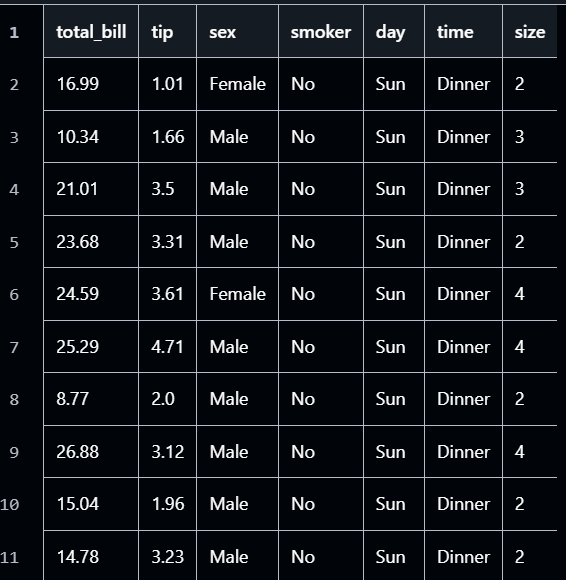 1 total_bill tip sex smoker day time size
2 16.99 1.01 Female No Sun Dinner 2
3 10.34 1.66 Male No Sun Dinner 3
4 21.01 3.5 Male No Sun Dinner 3
5 23.68 3.31 Male No Sun Dinner 2
6 24.59 3.61 Female No Sun Dinner 4
7 25.29 4.71 Male No Sun Dinner 4
8 8.77 2.0 Male No Sun Dinner 2
9 26.88 3.12 Male No Sun Dinner 4
10 15.04 1.96 Male No Sun Dinner 2
11 14.78 3.23 Male No Sun Dinner 2